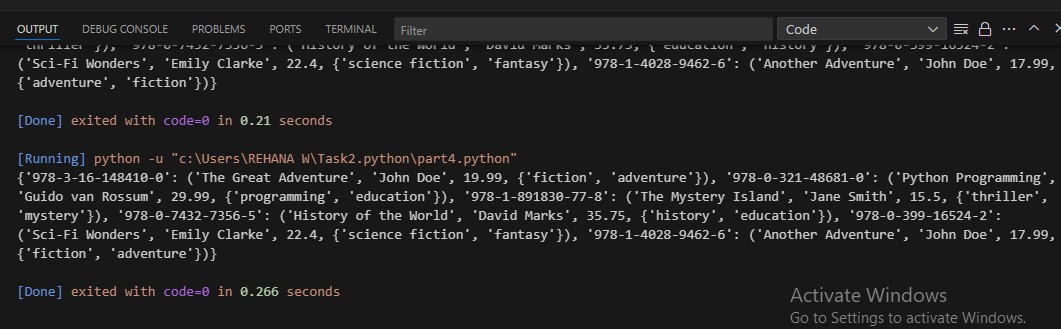 OUTPUT DEBUG CONSOLE PROBLEMS PORTS TERMINAL Filter Code
'thriller'}), '978-0-7432-7356-5': ('History of the World', 'David Marks', 35.75, {'education', 'history'}), '978-0-399-16524-2':
('Sci-Fi Wonders', 'Emily Clarke', 22.4, {'science fiction', 'fantasy'}), '978-1-4028-9462-6': ('Another Adventure', 'John Doe', 17.99,
{'adventure', 'fiction'})}
[Done] exited with code=0 in 0.21 seconds
[Running] python -u "c:\Users\REHANA W\Task2.python\part4.python"
{'978-3-16-148410-0': ('The Great Adventure', 'John Doe', 19.99, {'fiction', 'adventure'}), '978-0-321-48681-0': ('Python Programming',
'Guido van Rossum', 29.99, {'programming', 'education'}), '978-1-891830-77-8': ('The Mystery Island', 'Jane Smith', 15.5, {'thriller',
'mystery'}), '978-0-7432-7356-5': ('History of the World', 'David Marks', 35.75, {'history', 'education'}), '978-0-399-16524-2':
('Sci-Fi Wonders', 'Emily Clarke', 22.4, {'science fiction', 'fantasy'}), '978-1-4028-9462-6': ('Another Adventure', 'John Doe', 17.99,
{'fiction', 'adventure'})}
[Done] exited with code=0 in 0.266 seconds
Activate Windows
Go to Settings to activate Windows.